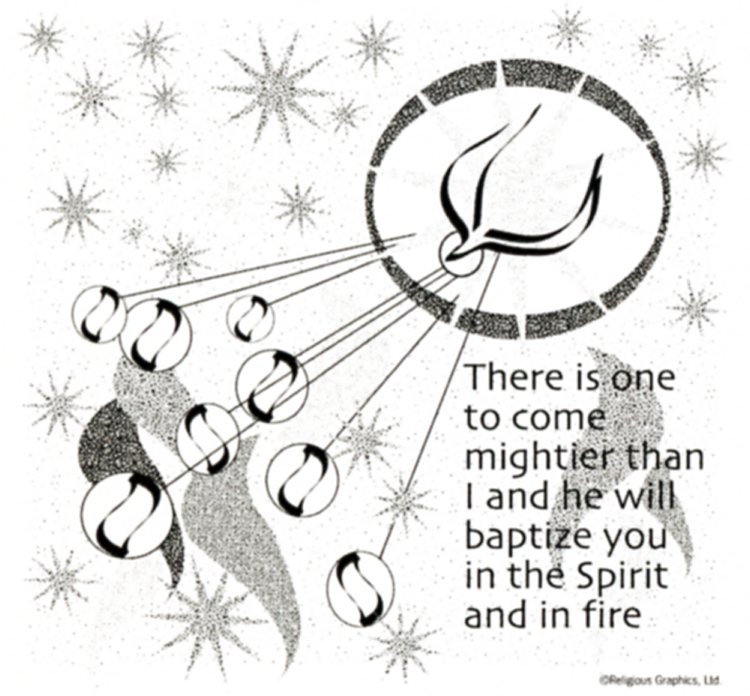 There is one
to come
mightier than
I and he will
baptize you
in the Spirit
and in fire
©Religious Graphics, Ltd.